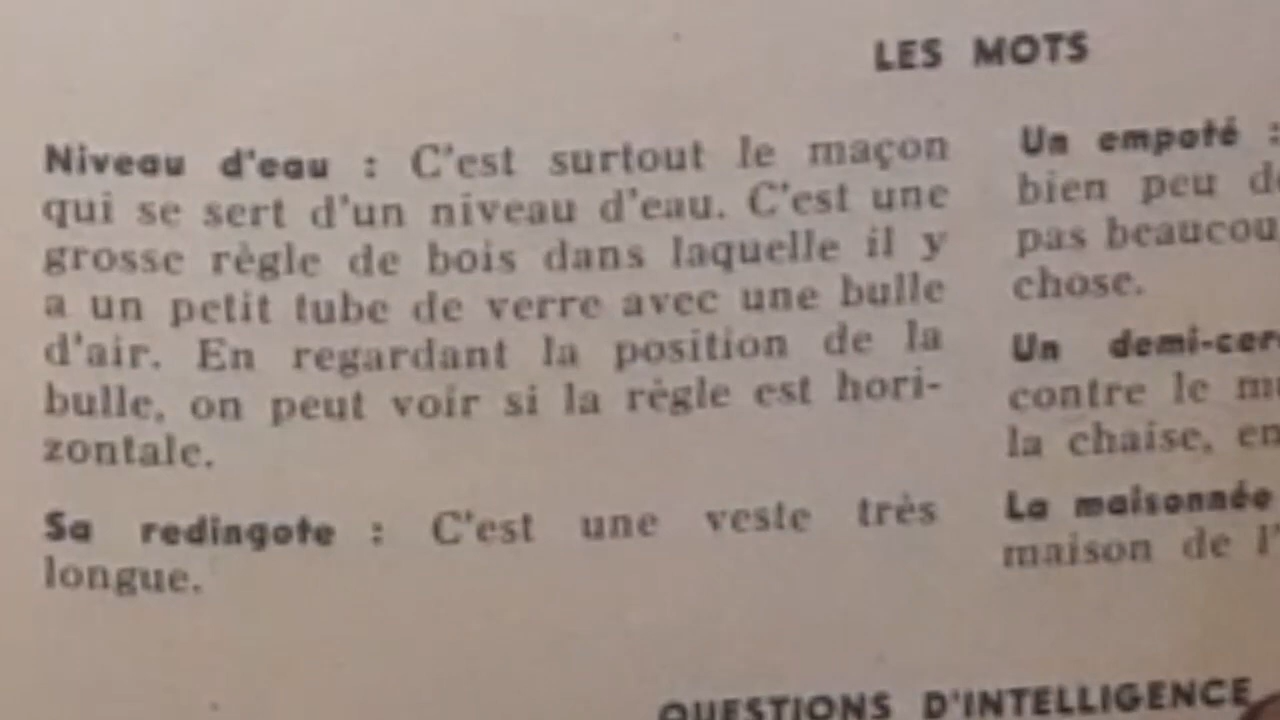 LES MOTS
Niveau d'eau : C'est surtout le maçon
qui se sert d'un niveau d'eau. C'est une
grosse règle de bois dans laquelle il y
a un petit tube de verre avec une bulle
d'air. En regardant la position de la
bulle, on peut voir si la règle est hori-
zontale.
Sa redingote : C'est une veste très
longue.
Un empoté :
bien peu
pas
chose.
Un
contre le
la chaise,
La maisonnée
maison de
QUESTIONS D'INTELLIGENCE